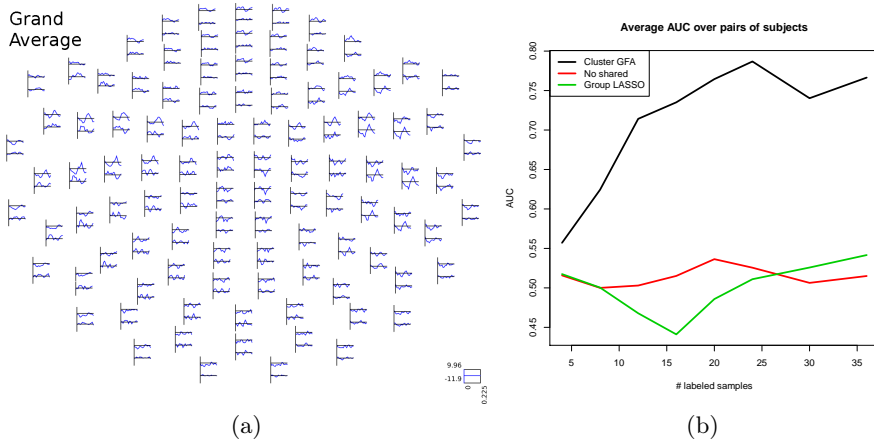 Grand
Average
9.96
-11.9
0
0.225
(a)
Average AUC over pairs of subjects
Cluster GFA
No shared
Group LASSO
0.80
0.75
0.70
0.65
0.60
0.55
0.50
0.45
AUC
5 10 15 20 25 30 35
# labeled samples
(b)